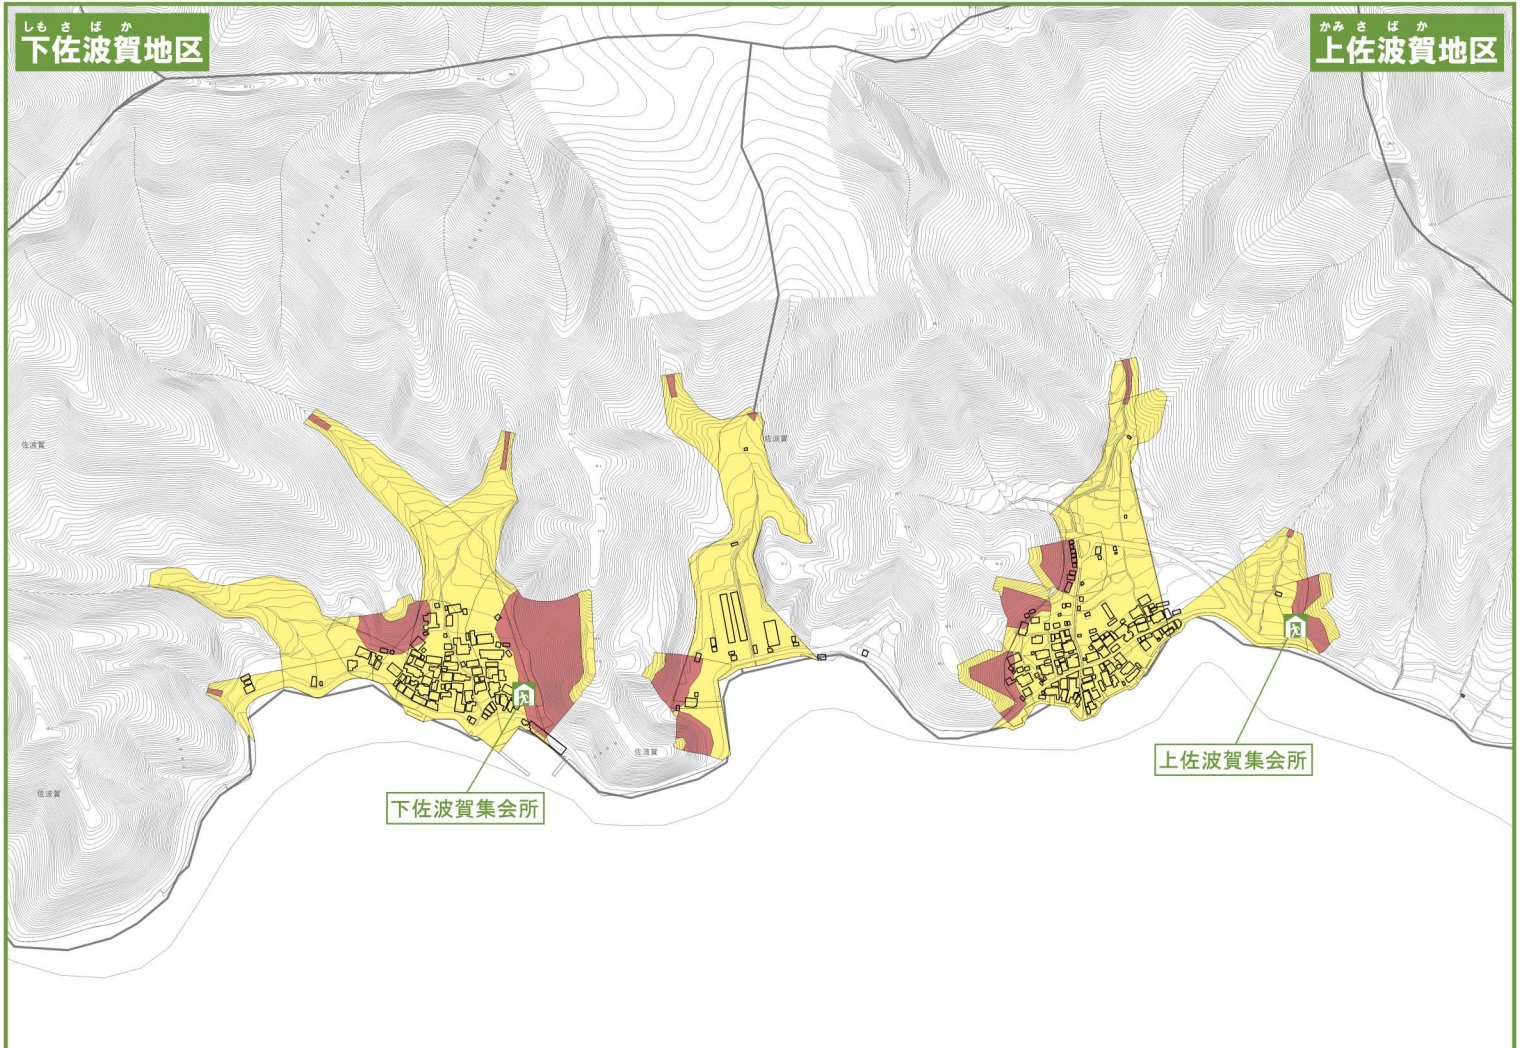 しもさばか
下佐波賀地区
かみさばか
上佐波賀地区
佐波賀
佐波賀
佐波賀
佐波賀
上佐波賀集会所
下佐波賀集会所